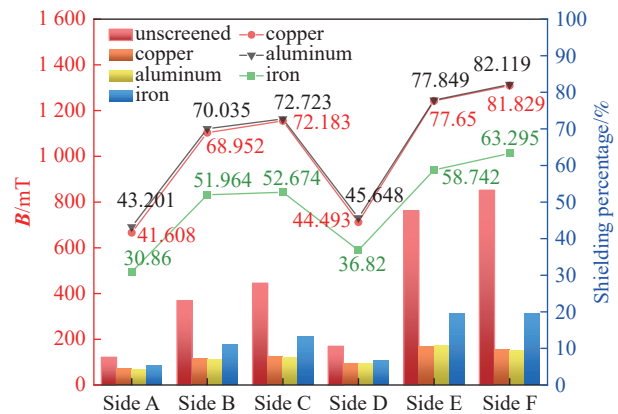 1 600
1 400
1 200
1 000
800
600
400
200
0
B/mT
unscreened
copper
aluminum
iron
copper
aluminum
iron
100
90
80
70
60
50
40
30
20
10
0
Shielding percentage/%
43.201
41.608
30.86
70.035
68.952
51.964
72.723
72.183
52.674
45.648
44.493
36.82
77.849
77.65
58.742
82.119
81.829
63.295
Side A
Side B
Side C
Side D
Side E
Side F